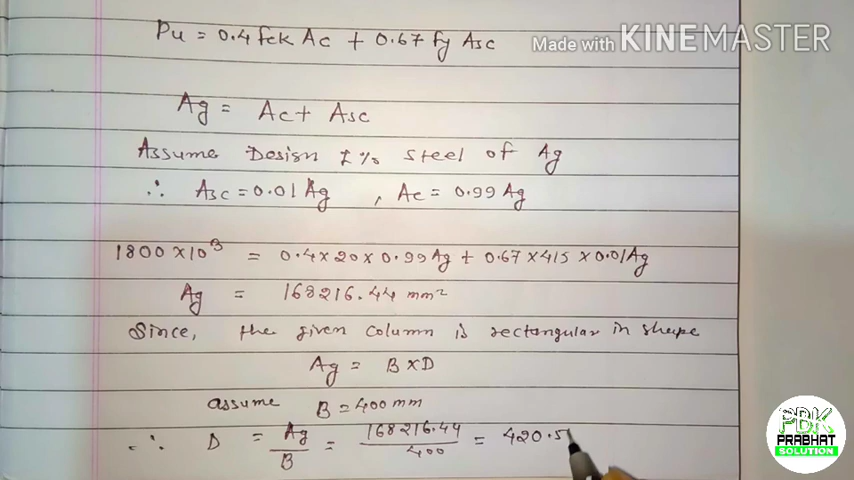 Pu = 0.4 fck Ac + 0.67 fy Asc
Made with KINEMASTER
Ag = Ac + Asc
Assume Design 1% steel of Ag
∴ Asc = 0.01 Ag , Ac = 0.99 Ag
1800 × 10³ = 0.4 × 20 × 0.99 Ag + 0.67 × 415 × 0.01 Ag
Ag = 168216.44 mm²
Since, the given column is rectangular in shape
Ag = B × D
assume B = 400 mm
∴ D = Ag/B = 168216.44/400 = 420.5
PBK
PRABHAT
SOLUTION